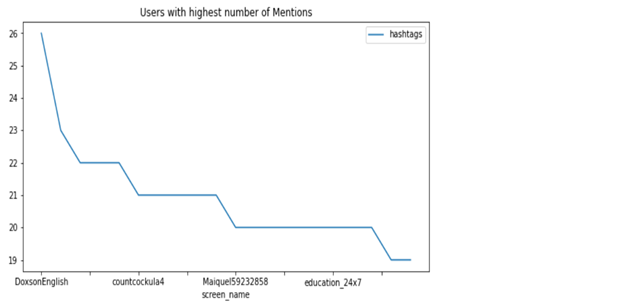 Users with highest number of Mentions
hashtags
26
25
24
23
22
21
20
19
DoxsonEnglish countcockula4 Maiquel59232858 education_24x7
screen_name